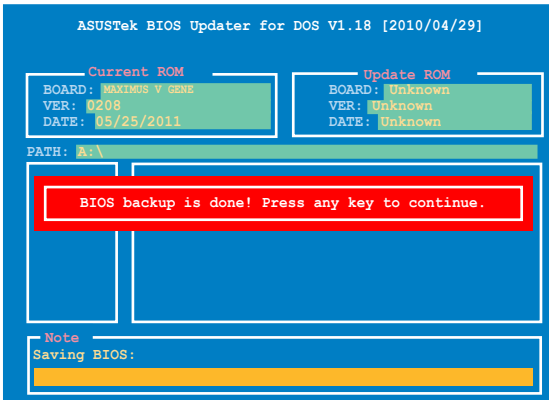 ASUSTek BIOS Updater for DOS V1.18 [2010/04/29]
Current ROM
BOARD: MAXIMUS V GENE
VER: 0208
DATE: 05/25/2011
Update ROM
BOARD: Unknown
VER: Unknown
DATE: Unknown
PATH: A:\
BIOS backup is done! Press any key to continue.
Note
Saving BIOS: